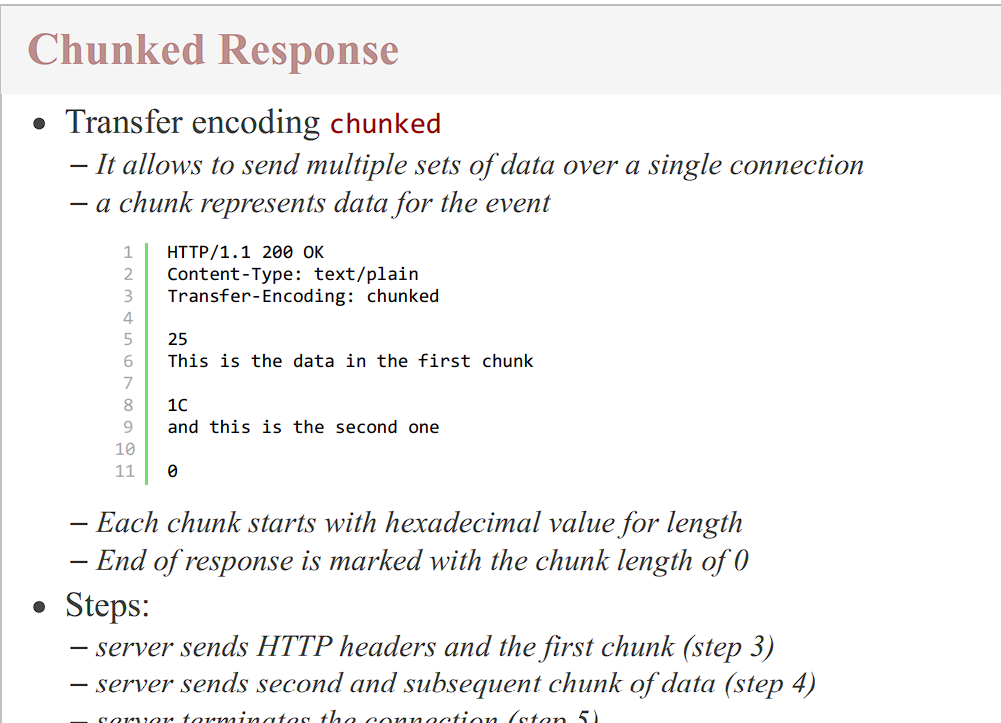 Chunked Response
• Transfer encoding chunked
– It allows to send multiple sets of data over a single connection
– a chunk represents data for the event
1 HTTP/1.1 200 OK
2 Content-Type: text/plain
3 Transfer-Encoding: chunked
4
5 25
6 This is the data in the first chunk
7
8 1C
9 and this is the second one
10
11 0
– Each chunk starts with hexadecimal value for length
– End of response is marked with the chunk length of 0
• Steps:
– server sends HTTP headers and the first chunk (step 3)
– server sends second and subsequent chunk of data (step 4)
– server terminates the connection (step 5)